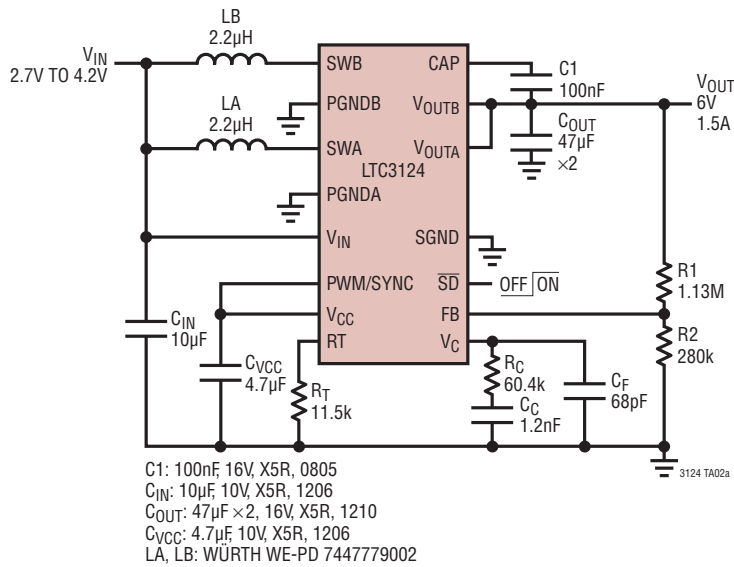 LB
2.2µH
VIN
2.7V TO 4.2V
LA
2.2µH
SWB
PGNDB
SWA
PGNDA
VIN
PWM/SYNC
VCC
RT
LTC3124
CAP
VOUTB
VOUTA
SGND
SD
FB
VC
OFF ON
C1
100nF
COUT
47µF
×2
VOUT
6V
1.5A
R1
1.13M
R2
280k
CIN
10µF
CVCC
4.7µF
RT
11.5k
RC
60.4k
CC
1.2nF
CF
68pF
3124 TA02a
C1: 100nF, 16V, X5R, 0805
CIN: 10µF, 10V, X5R, 1206
COUT: 47µF ×2, 16V, X5R, 1210
CVCC: 4.7µF, 10V, X5R, 1206
LA, LB: WÜRTH WE-PD 7447779002